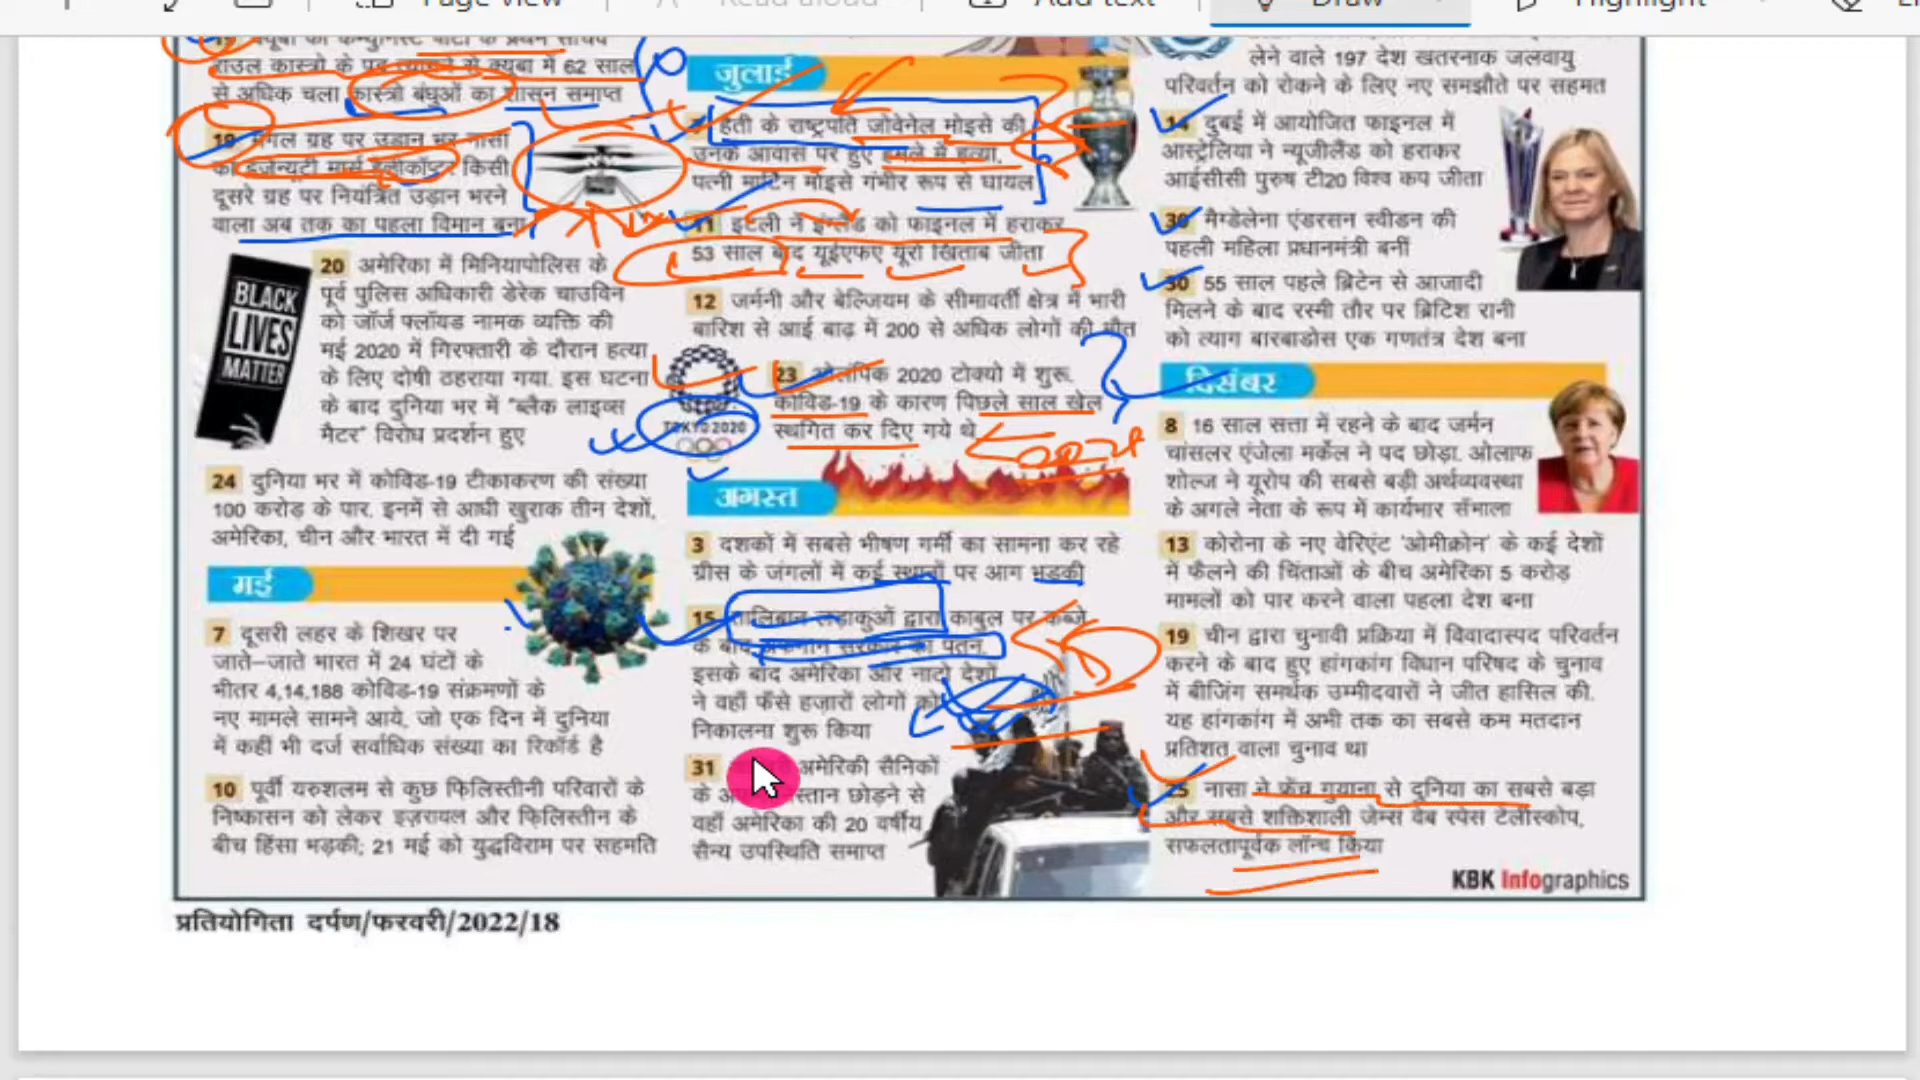 Page view
Read aloud
Add text
Draw
Highlight
राउल कास्त्रो के पद त्यागने से क्यूबा में 62 साल
से अधिक चला कास्त्रो बंधुओं का शासन समाप्त
19 मंगल ग्रह पर उड़ान भर नासा
का इंजेन्यूटी मार्स हेलीकॉप्टर किसी
दूसरे ग्रह पर नियंत्रित उड़ान भरने
वाला अब तक का पहला विमान बना
BLACK
LIVES
MATTER
20 अमेरिका में मिनियापोलिस के
पूर्व पुलिस अधिकारी डेरेक चाउविन
को जॉर्ज फ्लॉयड नामक व्यक्ति की
मई 2020 में गिरफ्तारी के दौरान हत्या
के लिए दोषी ठहराया गया. इस घटना
के बाद दुनिया भर में "ब्लैक लाइव्स
मैटर" विरोध प्रदर्शन हुए
24 दुनिया भर में कोविड-19 टीकाकरण की संख्या
100 करोड़ के पार. इनमें से आधी खुराक तीन देशों,
अमेरिका, चीन और भारत में दी गई
मई
7 दूसरी लहर के शिखर पर
जाते-जाते भारत में 24 घंटों के
भीतर 4,14,188 कोविड-19 संक्रमणों के
नए मामले सामने आये, जो एक दिन में दुनिया
में कहीं भी दर्ज सर्वाधिक संख्या का रिकॉर्ड है
10 पूर्वी यरुशलम से कुछ फिलिस्तीनी परिवारों के
निष्कासन को लेकर इज़रायल और फिलिस्तीन के
बीच हिंसा भड़की; 21 मई को युद्धविराम पर सहमति
जुलाई
हैती के राष्ट्रपति जोवेनेल मोइसे की
उनके आवास पर हुए हमले में हत्या,
पत्नी मार्टिन मोइसे गंभीर रूप से घायल
11 इटली ने इंग्लैंड को फाइनल में हराकर
53 साल बाद यूईएफए यूरो खिताब जीता
12 जर्मनी और बेल्जियम के सीमावर्ती क्षेत्र में भारी
बारिश से आई बाढ़ में 200 से अधिक लोगों की मौत
TOKYO 2020
23 ओलंपिक 2020 टोक्यो में शुरू.
कोविड-19 के कारण पिछले साल खेल
स्थगित कर दिए गये थे
अगस्त
3 दशकों में सबसे भीषण गर्मी का सामना कर रहे
ग्रीस के जंगलों में कई स्थानों पर आग भड़की
15 तालिबान लड़ाकुओं द्वारा काबुल पर कब्जे
के बाद अफगान सरकार का पतन.
इसके बाद अमेरिका और नाटो देशों
ने वहाँ फँसे हज़ारों लोगों को
निकालना शुरू किया
31 अमेरिकी सैनिकों
के छोड़ने से
वहाँ अमेरिका की 20 वर्षीय
सैन्य उपस्थिति समाप्त
लेने वाले 197 देश खतरनाक जलवायु
परिवर्तन को रोकने के लिए नए समझौते पर सहमत
14 दुबई में आयोजित फाइनल में
आस्ट्रेलिया ने न्यूजीलैंड को हराकर
आईसीसी पुरुष टी20 विश्व कप जीता
30 मैग्डेलेना एंडरसन स्वीडन की
पहली महिला प्रधानमंत्री बनीं
30 55 साल पहले ब्रिटेन से आजादी
मिलने के बाद रस्मी तौर पर ब्रिटिश रानी
को त्याग बारबाडोस एक गणतंत्र देश बना
दिसंबर
8 16 साल सत्ता में रहने के बाद जर्मन
चांसलर एंजेला मर्केल ने पद छोड़ा. ओलाफ
शोल्ज ने यूरोप की सबसे बड़ी अर्थव्यवस्था
के अगले नेता के रूप में कार्यभार सँभाला
13 कोरोना के नए वेरिएंट 'ओमीक्रोन' के कई देशों
में फैलने की चिंताओं के बीच अमेरिका 5 करोड़
मामलों को पार करने वाला पहला देश बना
19 चीन द्वारा चुनावी प्रक्रिया में विवादास्पद परिवर्तन
करने के बाद हुए हांगकांग विधान परिषद के चुनाव
में बीजिंग समर्थक उम्मीदवारों ने जीत हासिल की.
यह हांगकांग में अभी तक का सबसे कम मतदान
प्रतिशत वाला चुनाव था
25 नासा ने फ्रेंच गुयाना से दुनिया का सबसे बड़ा
और सबसे शक्तिशाली जेम्स वेब स्पेस टेलीस्कोप,
सफलतापूर्वक लॉन्च किया
KBK Infographics
प्रतियोगिता दर्पण/फरवरी/2022/18